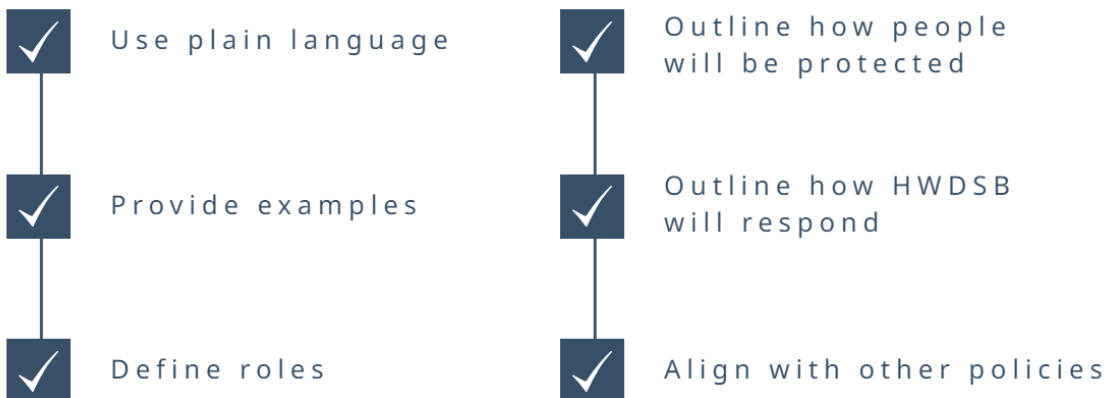 Use plain language
Provide examples
Define roles
Outline how people
will be protected
Outline how HWDSB
will respond
Align with other policies